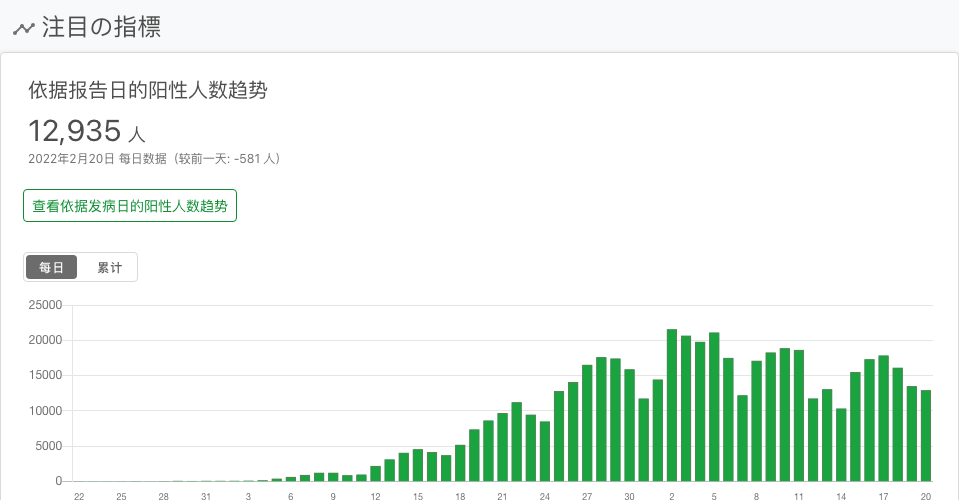 注目の指標
依据报告日的阳性人数趋势
12,935 人
2022年2月20日 每日数据（较前一天: -581 人）
查看依据发病日的阳性人数趋势
每日 累计
25000
20000
15000
10000
5000
0
22 25 28 31 3 6 9 12 15 18 21 24 27 30 2 5 8 11 14 17 20